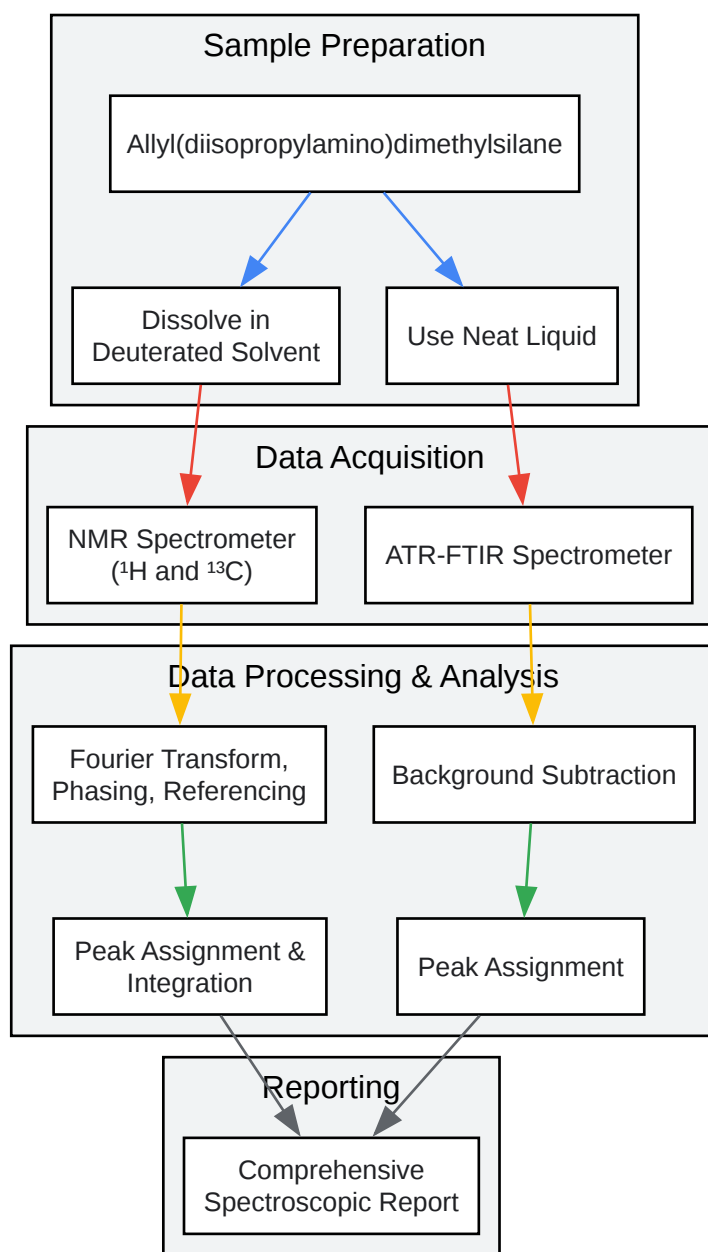 Sample Preparation
Allyl(diisopropylamino)dimethylsilane
Dissolve in
Deuterated Solvent
Use Neat Liquid
Data Acquisition
NMR Spectrometer
(¹H and ¹³C)
ATR-FTIR Spectrometer
Data Processing & Analysis
Fourier Transform,
Phasing, Referencing
Background Subtraction
Peak Assignment &
Integration
Peak Assignment
Reporting
Comprehensive
Spectroscopic Report